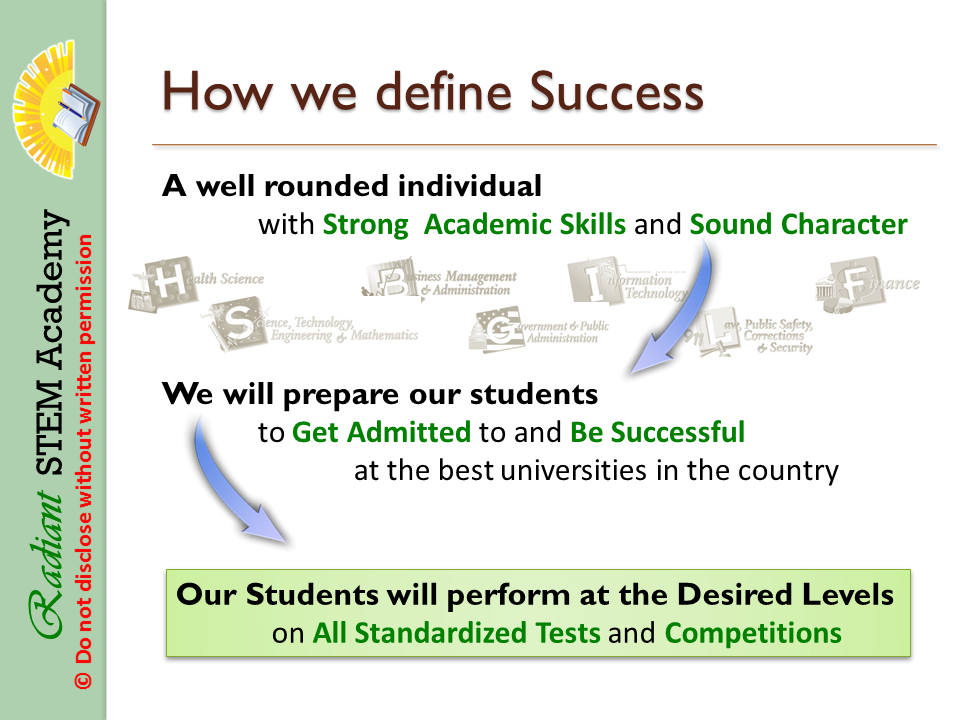 How we define Success
A well rounded individual
with Strong Academic Skills and Sound Character
Health Science
Business Management
& Administration
Information
Technology
Finance
Science, Technology,
Engineering & Mathematics
Government & Public
Administration
911
Law, Public Safety,
Corrections
& Security
We will prepare our students
to Get Admitted to and Be Successful
at the best universities in the country
Our Students will perform at the Desired Levels
on All Standardized Tests and Competitions
Radiant STEM Academy
© Do not disclose without written permission